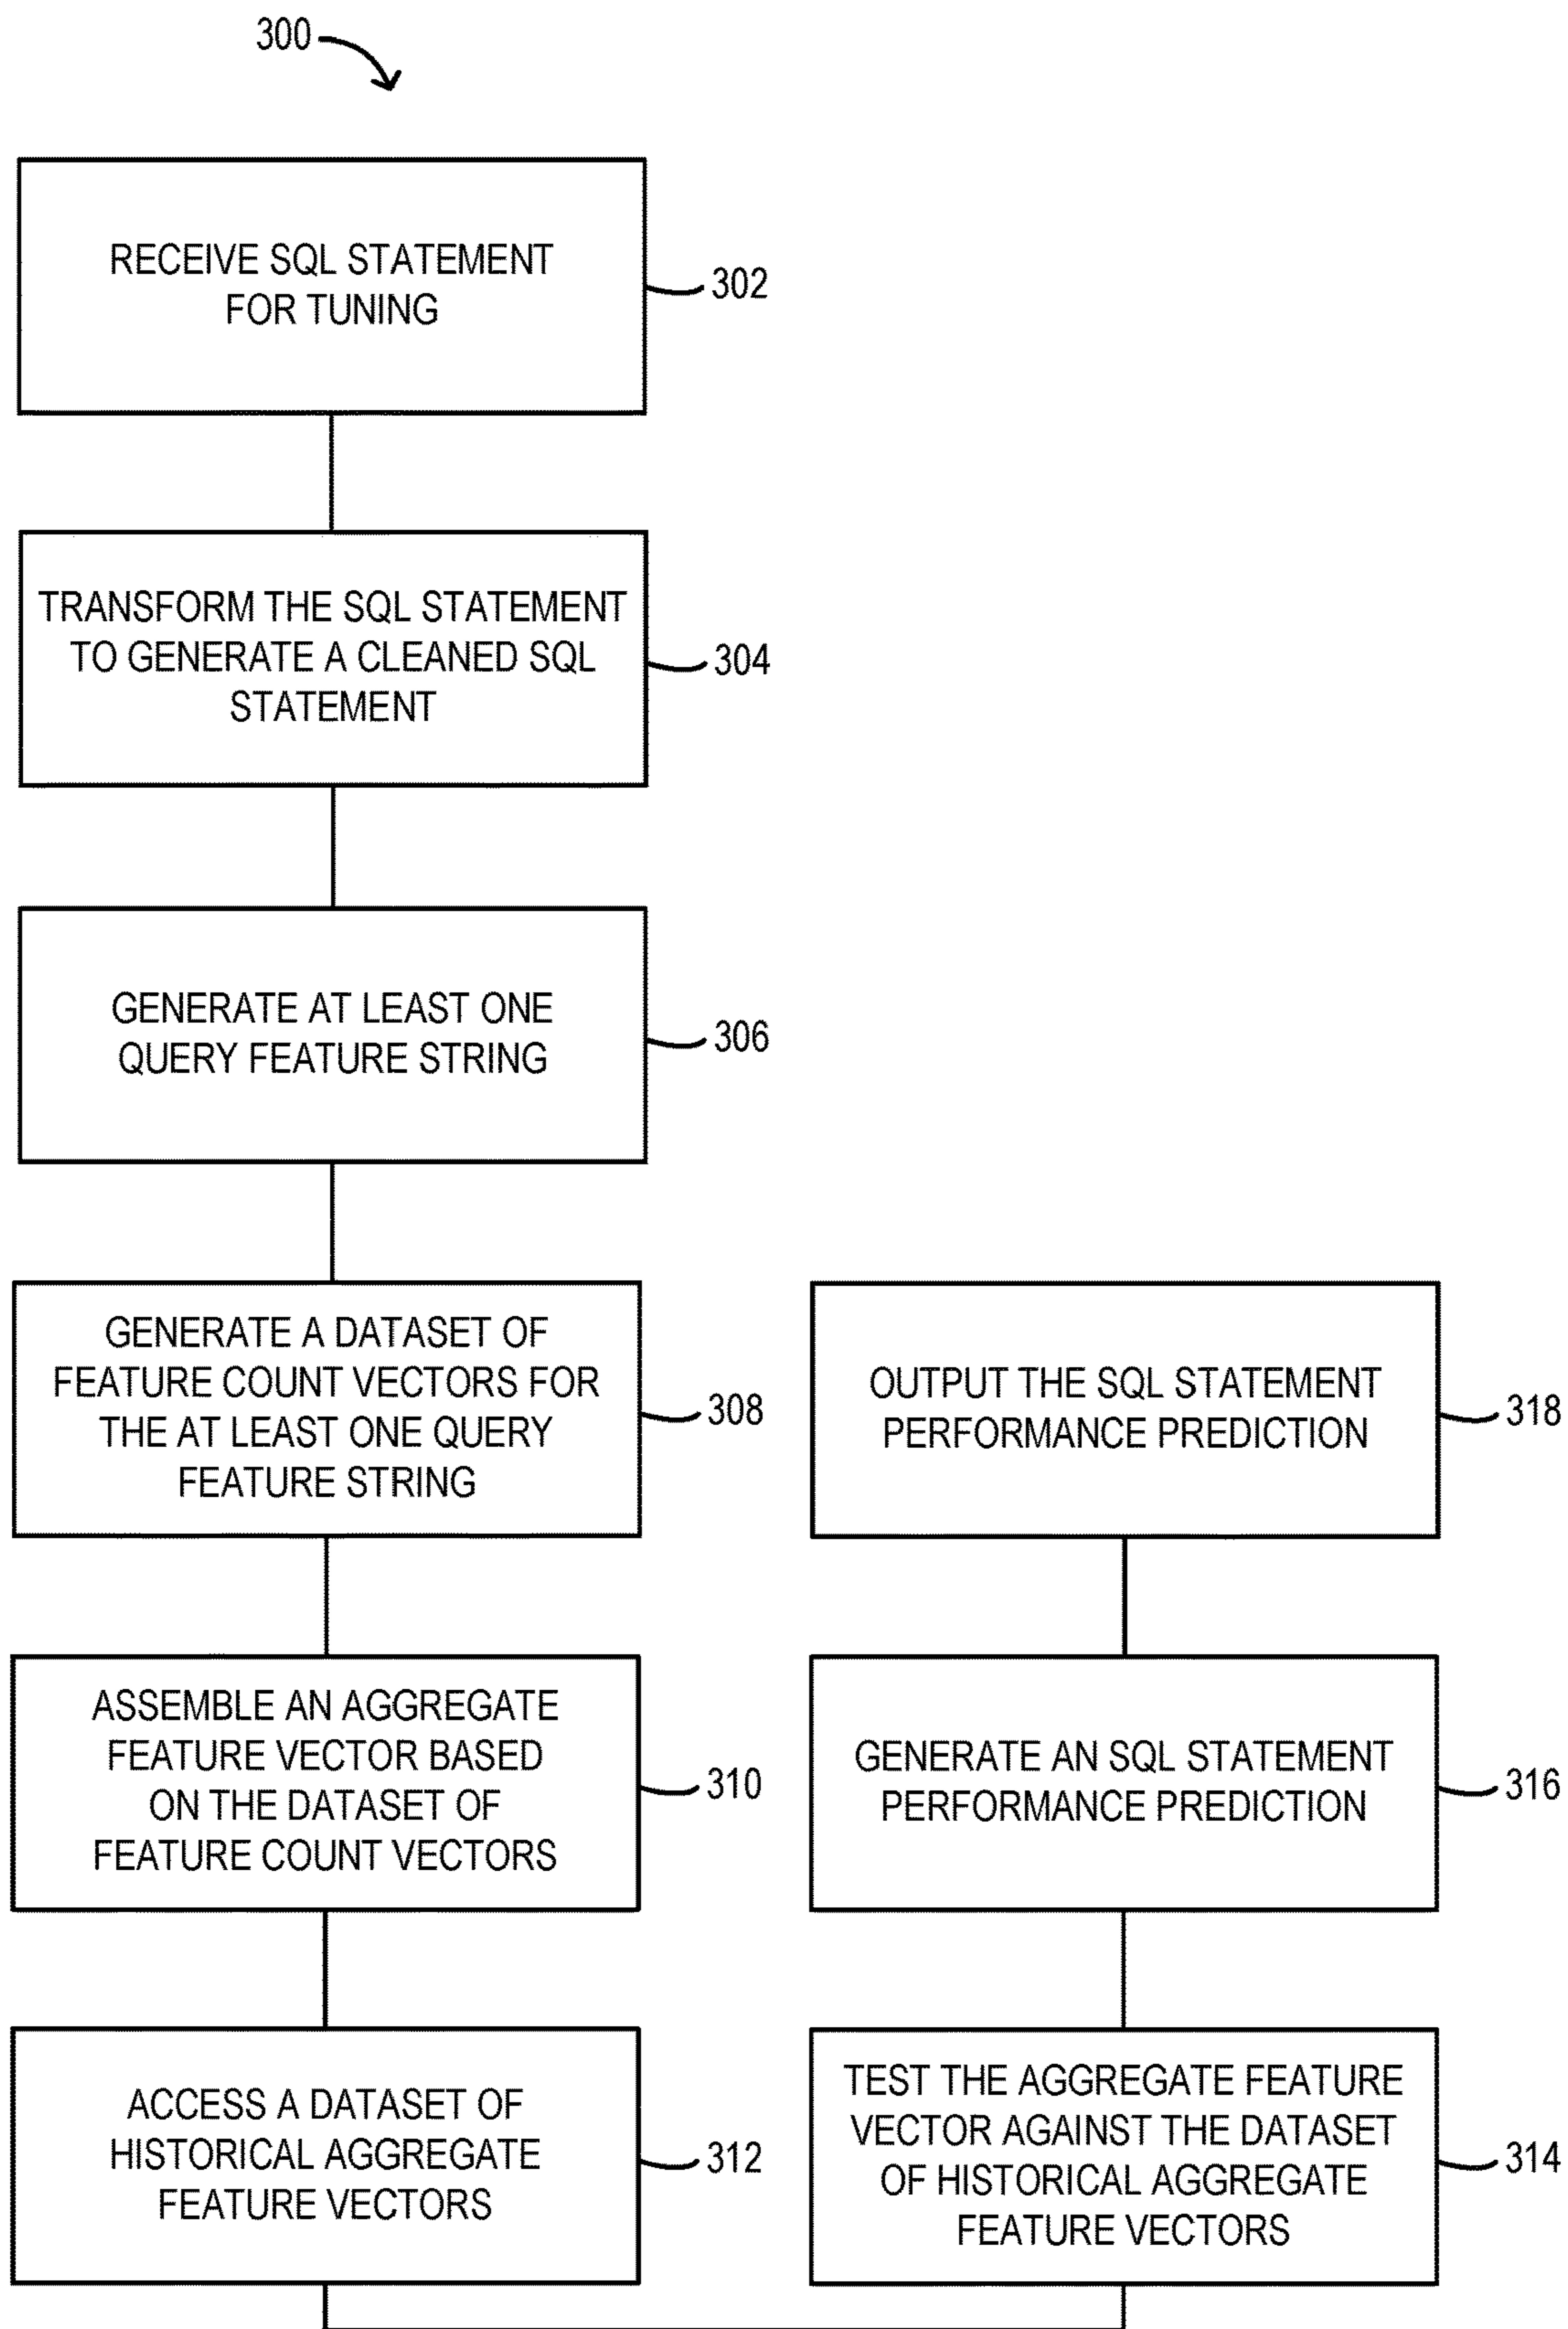 300
RECEIVE SQL STATEMENT
FOR TUNING
302
TRANSFORM THE SQL STATEMENT
TO GENERATE A CLEANED SQL
STATEMENT
304
GENERATE AT LEAST ONE
QUERY FEATURE STRING
306
GENERATE A DATASET OF
FEATURE COUNT VECTORS FOR
THE AT LEAST ONE QUERY
FEATURE STRING
308
ASSEMBLE AN AGGREGATE
FEATURE VECTOR BASED
ON THE DATASET OF
FEATURE COUNT VECTORS
310
ACCESS A DATASET OF
HISTORICAL AGGREGATE
FEATURE VECTORS
312
TEST THE AGGREGATE FEATURE
VECTOR AGAINST THE DATASET
OF HISTORICAL AGGREGATE
FEATURE VECTORS
314
GENERATE AN SQL STATEMENT
PERFORMANCE PREDICTION
316
OUTPUT THE SQL STATEMENT
PERFORMANCE PREDICTION
318